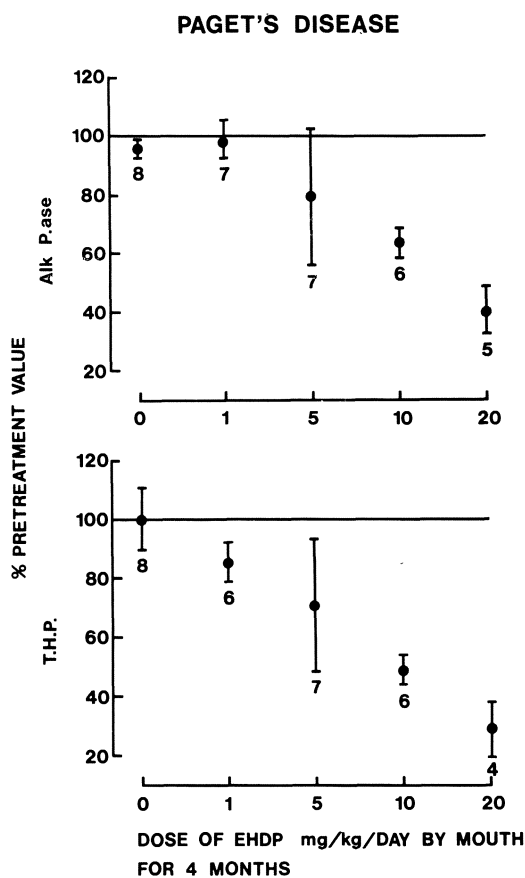 PAGET'S DISEASE
% PRETREATMENT VALUE
Alk P.ase
120
100
80
60
40
20
8
7
7
6
5
0 1 5 10 20
T.H.P.
120
100
80
60
40
20
8
6
7
6
4
0 1 5 10 20
DOSE OF EHDP mg/kg/DAY BY MOUTH
FOR 4 MONTHS